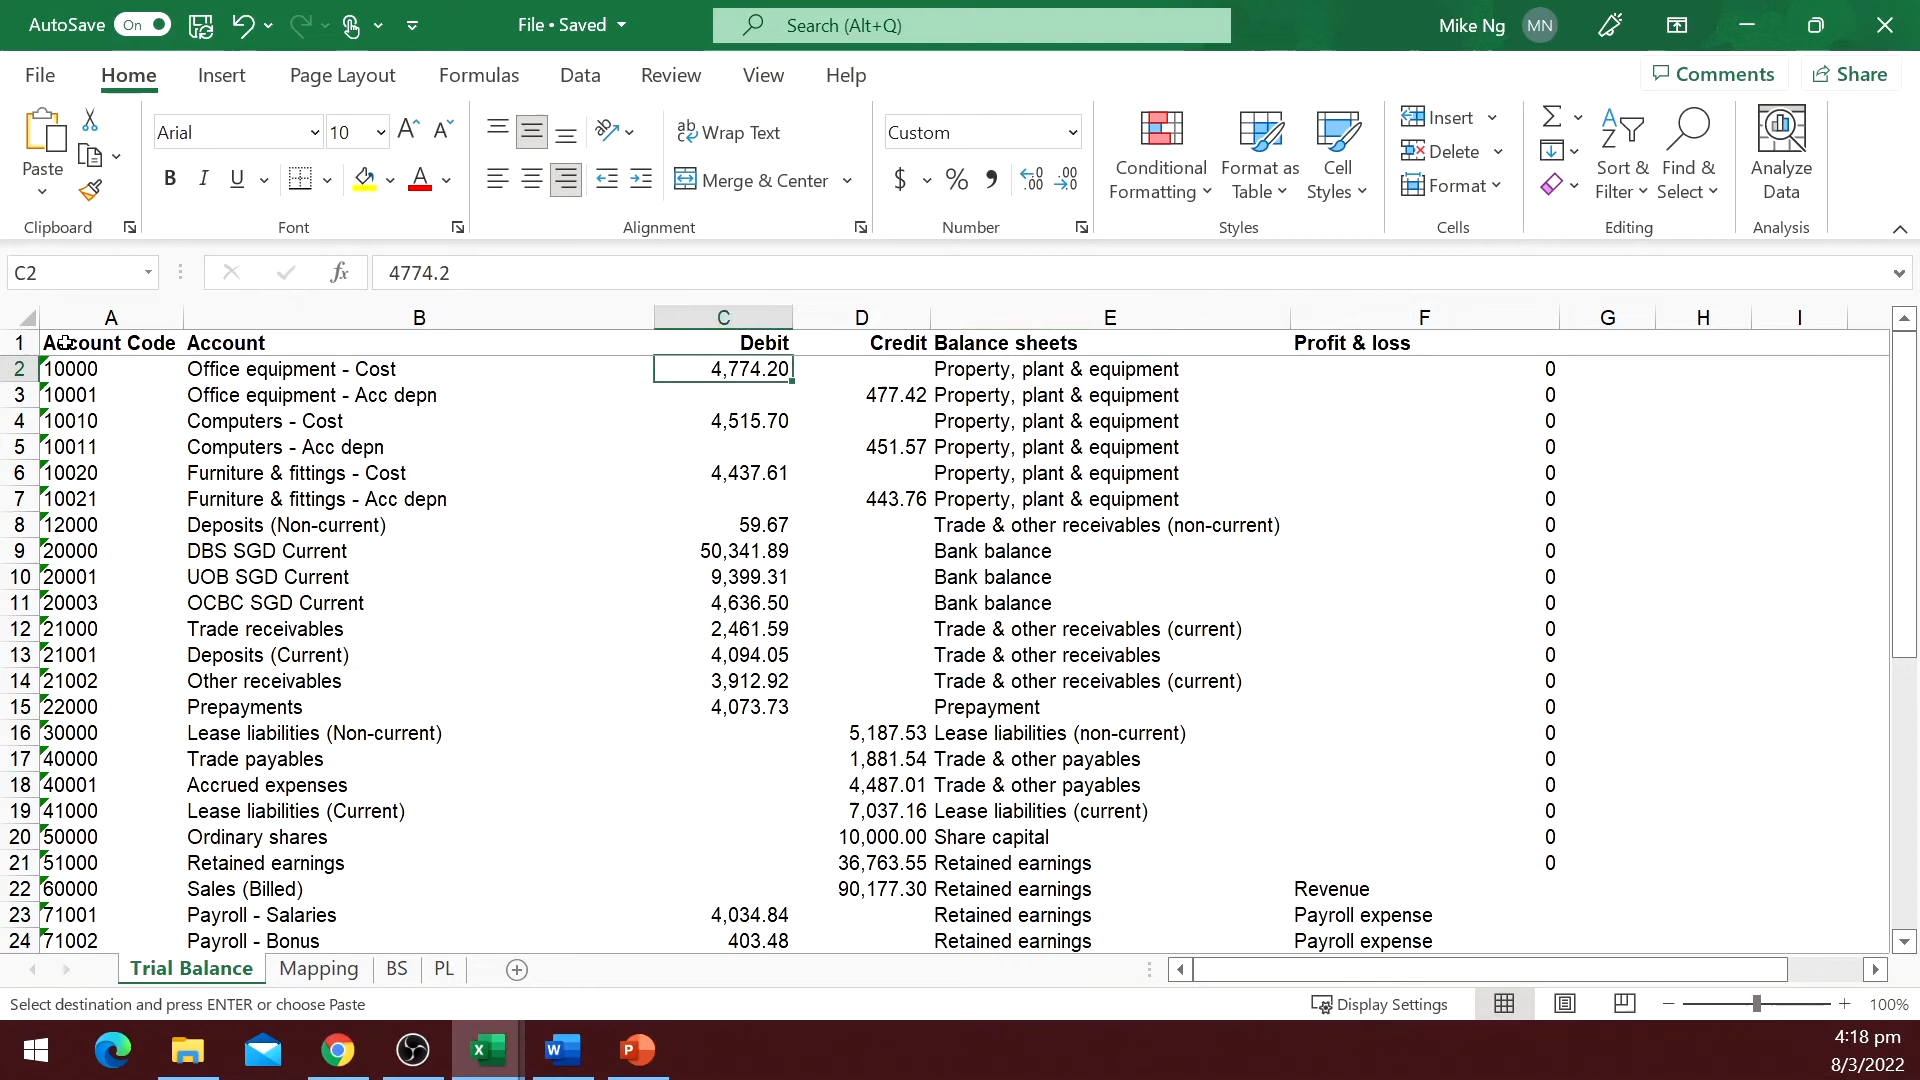 AutoSave On File • Saved Search (Alt+Q) Mike Ng MN
File Home Insert Page Layout Formulas Data Review View Help Comments Share
Paste
Clipboard
Arial 10
B I U
Font
Wrap Text
Merge & Center
Alignment
Custom
$ % 9
Number
Conditional Formatting
Format as Table
Cell Styles
Styles
Insert
Delete
Format
Cells
Sort & Filter
Find & Select
Editing
Analyze Data
Analysis
C2 fx 4774.2
A B C D E F G H I
1 Account Code Account Debit Credit Balance sheets Profit & loss
2 10000 Office equipment - Cost 4,774.20 Property, plant & equipment 0
3 10001 Office equipment - Acc depn 477.42 Property, plant & equipment 0
4 10010 Computers - Cost 4,515.70 Property, plant & equipment 0
5 10011 Computers - Acc depn 451.57 Property, plant & equipment 0
6 10020 Furniture & fittings - Cost 4,437.61 Property, plant & equipment 0
7 10021 Furniture & fittings - Acc depn 443.76 Property, plant & equipment 0
8 12000 Deposits (Non-current) 59.67 Trade & other receivables (non-current) 0
9 20000 DBS SGD Current 50,341.89 Bank balance 0
10 20001 UOB SGD Current 9,399.31 Bank balance 0
11 20003 OCBC SGD Current 4,636.50 Bank balance 0
12 21000 Trade receivables 2,461.59 Trade & other receivables (current) 0
13 21001 Deposits (Current) 4,094.05 Trade & other receivables 0
14 21002 Other receivables 3,912.92 Trade & other receivables (current) 0
15 22000 Prepayments 4,073.73 Prepayment 0
16 30000 Lease liabilities (Non-current) 5,187.53 Lease liabilities (non-current) 0
17 40000 Trade payables 1,881.54 Trade & other payables 0
18 40001 Accrued expenses 4,487.01 Trade & other payables 0
19 41000 Lease liabilities (Current) 7,037.16 Lease liabilities (current) 0
20 50000 Ordinary shares 10,000.00 Share capital 0
21 51000 Retained earnings 36,763.55 Retained earnings 0
22 60000 Sales (Billed) 90,177.30 Retained earnings Revenue
23 71001 Payroll - Salaries 4,034.84 Retained earnings Payroll expense
24 71002 Payroll - Bonus 403.48 Retained earnings Payroll expense
Trial Balance Mapping BS PL
Select destination and press ENTER or choose Paste Display Settings 100%
4:18 pm
8/3/2022